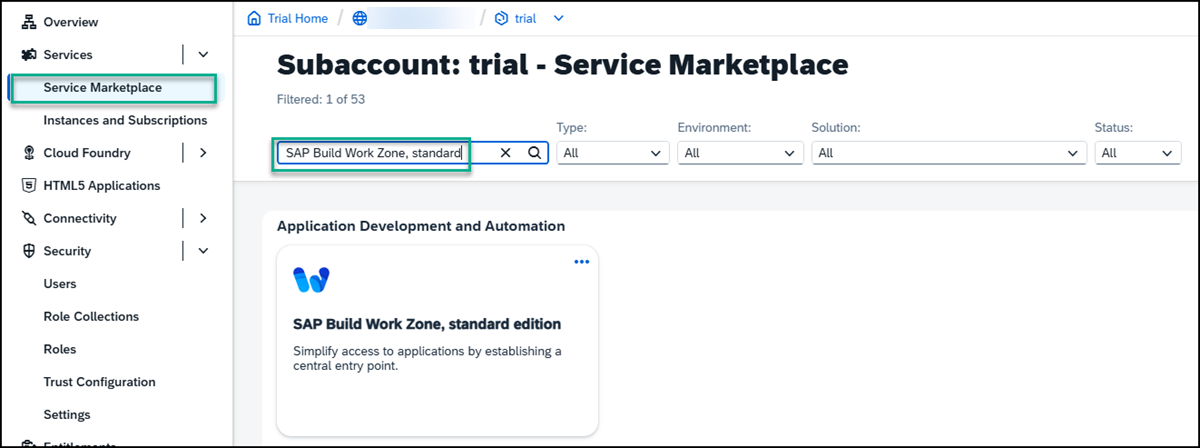 Overview
Services
Service Marketplace
Instances and Subscriptions
Cloud Foundry
HTML5 Applications
Connectivity
Security
Users
Role Collections
Roles
Trust Configuration
Settings
Entitlements
Trial Home / / trial
Subaccount: trial - Service Marketplace
Filtered: 1 of 53
Type: Environment: Solution: Status:
SAP Build Work Zone, standard All All All All
Application Development and Automation
SAP Build Work Zone, standard edition
Simplify access to applications by establishing a
central entry point.